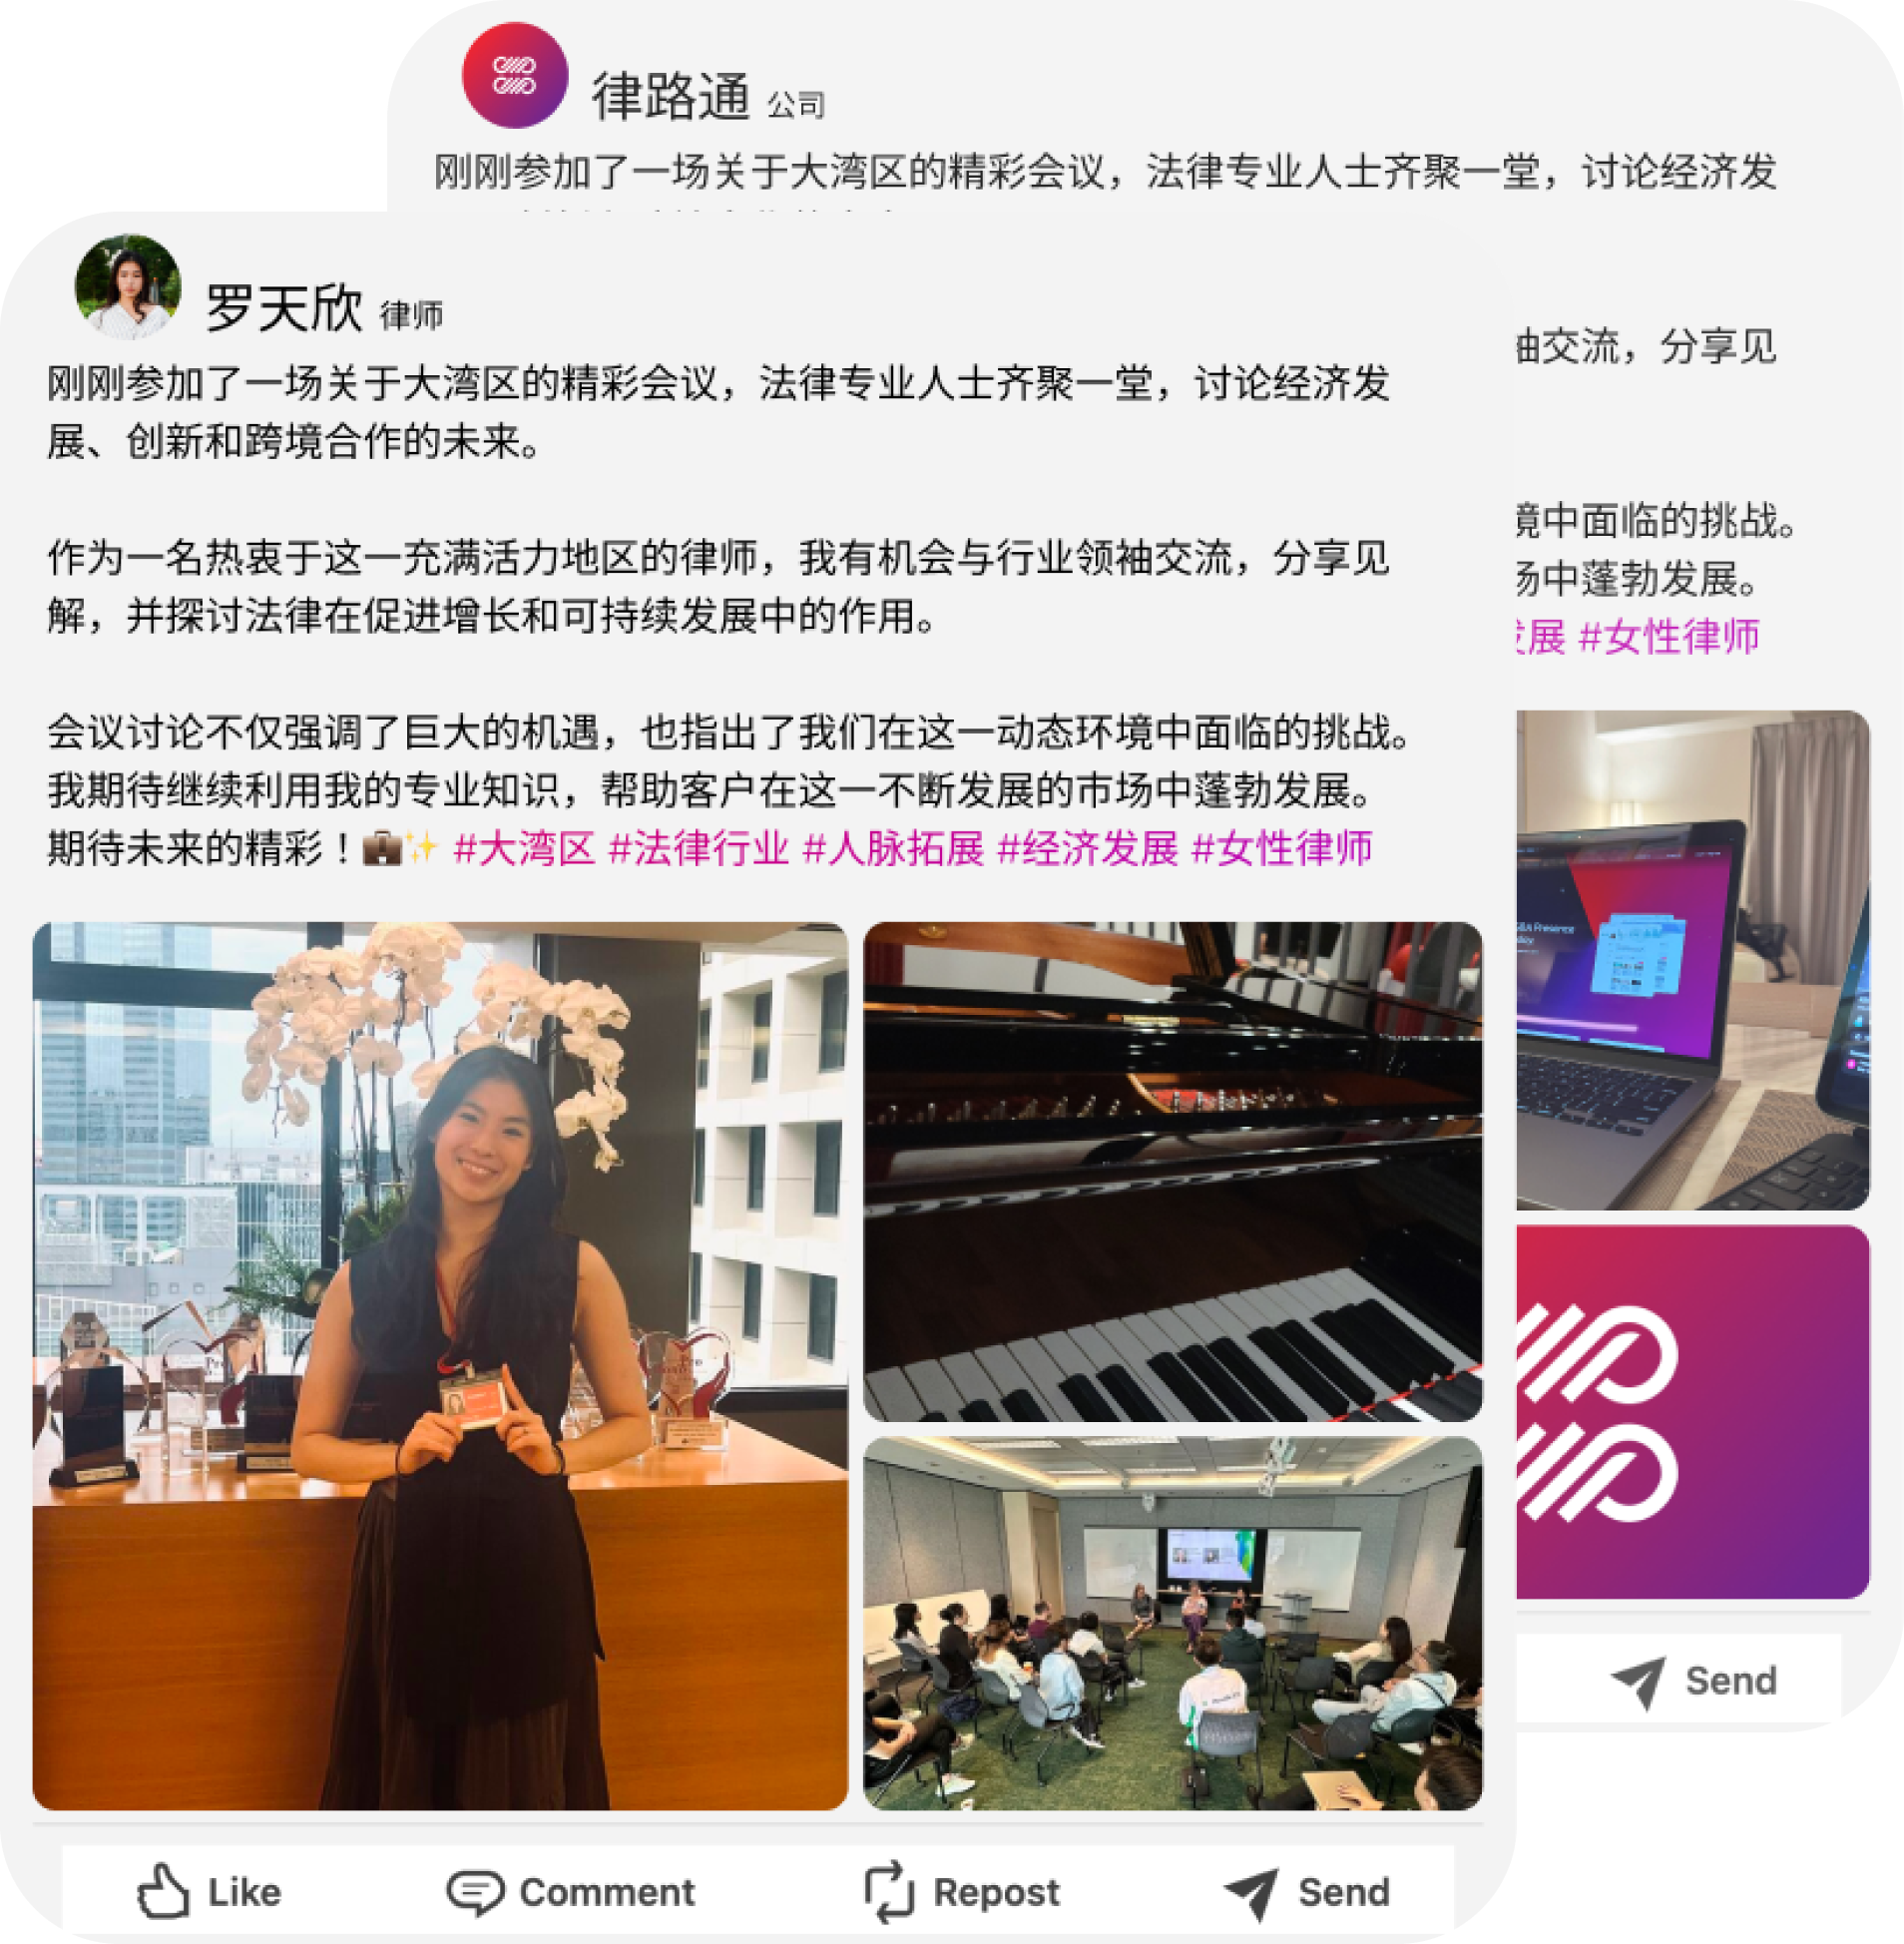 律路通 公司
刚刚参加了一场关于大湾区的精彩会议，法律专业人士齐聚一堂，讨论经济发
罗天欣 律师
刚刚参加了一场关于大湾区的精彩会议，法律专业人士齐聚一堂，讨论经济发
展、创新和跨境合作的未来。
作为一名热衷于这一充满活力地区的律师，我有机会与行业领袖交流，分享见
解，并探讨法律在促进增长和可持续发展中的作用。
会议讨论不仅强调了巨大的机遇，也指出了我们在这一动态环境中面临的挑战。
我期待继续利用我的专业知识，帮助客户在这一不断发展的市场中蓬勃发展。
期待未来的精彩！💼✨ #大湾区 #法律行业 #人脉拓展 #经济发展 #女性律师
Like
Comment
Repost
Send
袖交流，分享见
境中面临的挑战。
场中蓬勃发展。
发展 #女性律师
Send